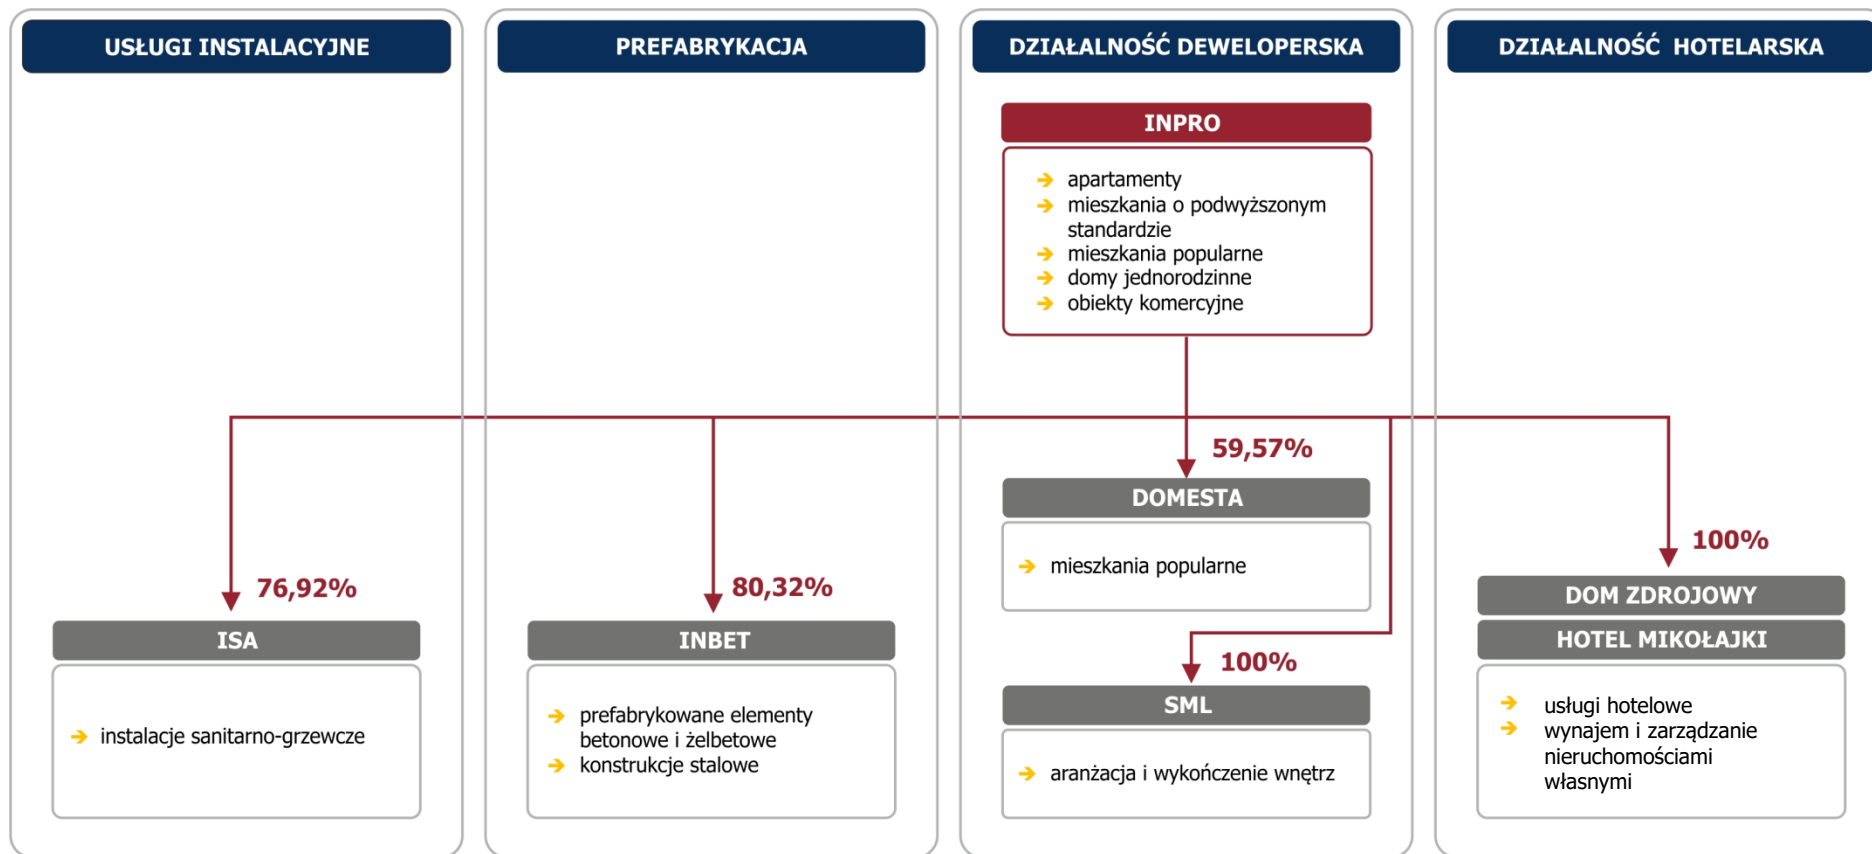 USŁUGI INSTALACYJNE
76,92%
ISA
instalacje sanitarno-grzewcze
PREFABRYKACJA
80,32%
INBET
prefabrykowane elementy
betonowe i żelbetowe
konstrukcje stalowe
DZIAŁALNOŚĆ DEWELOPERSKA
INPRO
apartamenty
mieszkania o podwyższonym
standardzie
mieszkania popularne
domy jednorodzinne
obiekty komercyjne
59,57%
DOMESTA
mieszkania popularne
100%
SML
aranżacja i wykończenie wnętrz
DZIAŁALNOŚĆ HOTELARSKA
100%
DOM ZDROJOWY
HOTEL MIKOŁAJKI
usługi hotelowe
wynajem i zarządzanie
nieruchomościami
własnymi